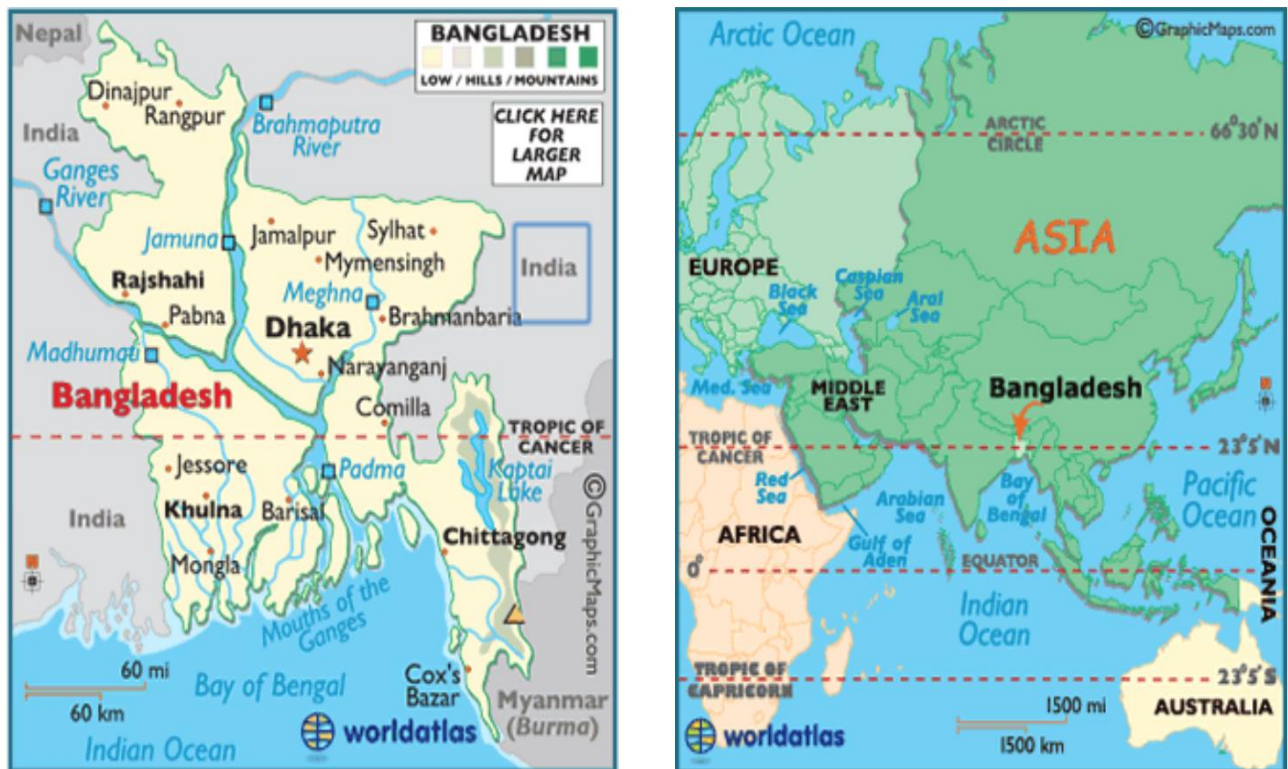 Nepal
BANGLADESH
LOW / HILLS / MOUNTAINS
Dinajpur
Rangpur
India
Brahmaputra
River
CLICK HERE
FOR
LARGER
MAP
Ganges
River
Jamuna
Jamalpur
Sylhat
Mymensingh
India
Rajshahi
Meghna
Pabna
Dhaka
Brahmanbaria
Madhumati
Narayanganj
Bangladesh
Comilla
TROPIC OF
CANCER
Jessore
Padma
Kaptai
Lake
Khulna
Barisal
India
Chittagong
Mongla
Mouths of the
Ganges
©GraphicMaps.com
60 mi
60 km
Bay of Bengal
Cox's
Bazar
Myanmar
(Burma)
worldatlas
Indian Ocean
©GraphicMaps.com
Arctic Ocean
ARCTIC
CIRCLE
66°30' N
ASIA
EUROPE
Caspian
Sea
Black
Sea
Aral
Sea
Med. Sea
MIDDLE
EAST
Bangladesh
TROPIC OF
CANCER
23°5' N
Red
Sea
Arabian
Sea
Bay
of
Bengal
Pacific
Ocean
AFRICA
Gulf of
Aden
EQUATOR
0°
OCEANIA
Indian
Ocean
TROPIC OF
CAPRICORN
23°5' S
1500 mi
1500 km
AUSTRALIA
worldatlas